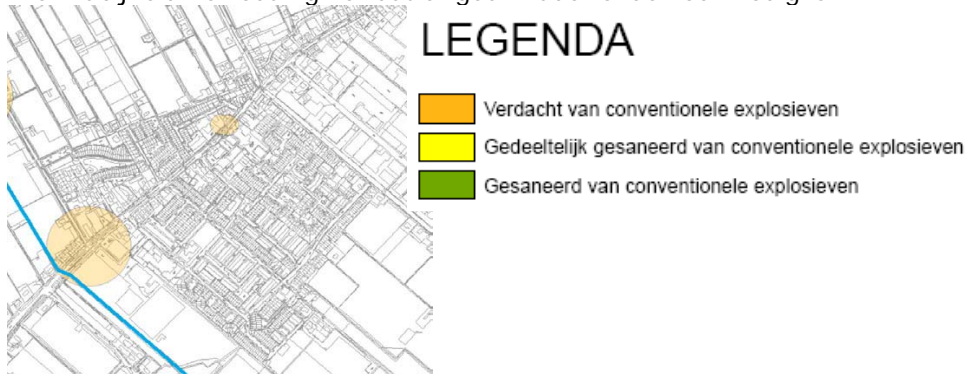 LEGENDA
Verdacht van conventionele explosieven
Gedeeltelijk gesaneerd van conventionele explosieven
Gesaneerd van conventionele explosieven